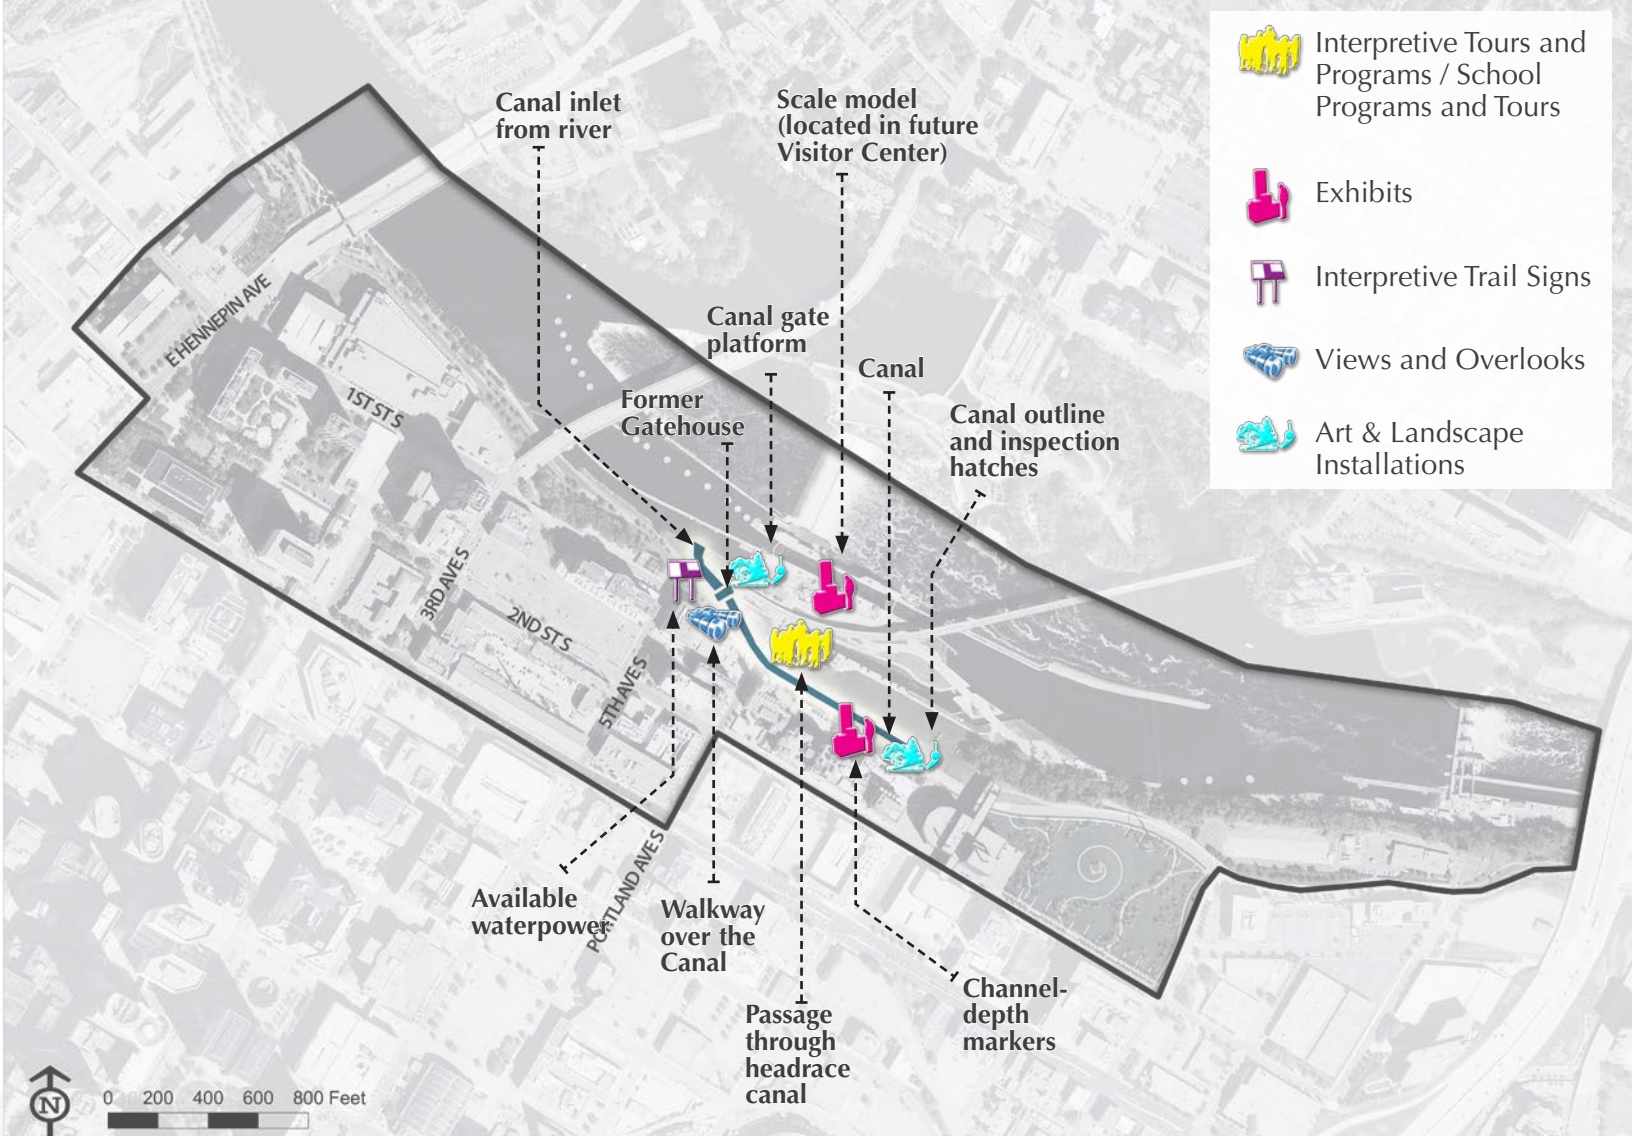 Interpretive Tours and
Programs / School
Programs and Tours
Exhibits
Interpretive Trail Signs
Views and Overlooks
Art & Landscape
Installations
Canal inlet
from river
Scale model
(located in future
Visitor Center)
Canal gate
platform
Canal
Former
Gatehouse
Canal outline
and inspection
hatches
E HENNEPIN AVE
1ST ST S
3RD AVE S
2ND ST S
5TH AVE S
PORTLAND AVE S
Available
waterpower
Walkway
over the
Canal
Passage
through
headrace
canal
Channel-
depth
markers
N
0 200 400 600 800 Feet